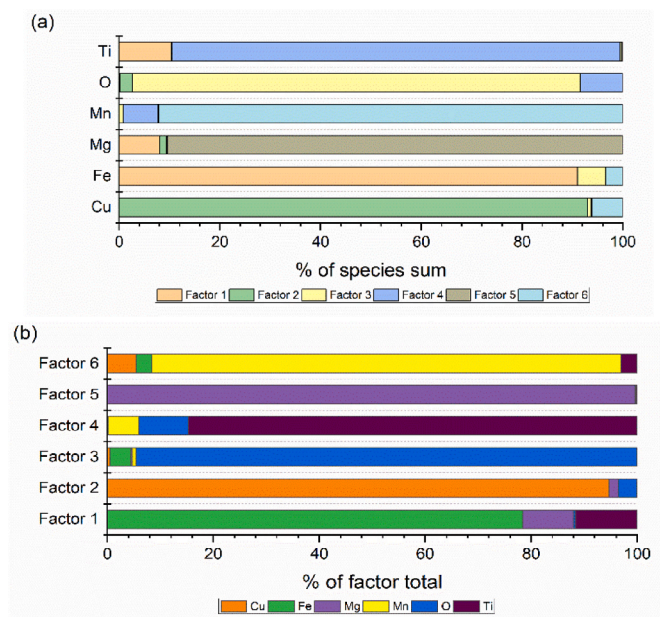 (a)
Ti
O
Mn
Mg
Fe
Cu
0 20 40 60 80 100
% of species sum
Factor 1 Factor 2 Factor 3 Factor 4 Factor 5 Factor 6
(b)
Factor 6
Factor 5
Factor 4
Factor 3
Factor 2
Factor 1
0 20 40 60 80 100
% of factor total
Cu Fe Mg Mn O Ti